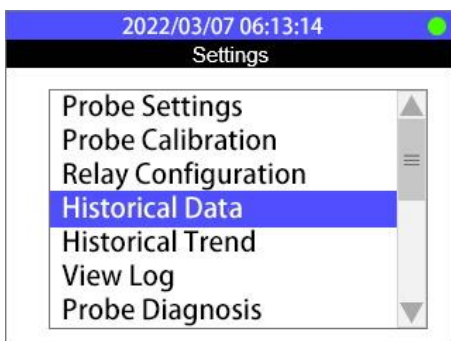 2022/03/07 06:13:14
Settings
Probe Settings
Probe Calibration
Relay Configuration
Historical Data
Historical Trend
View Log
Probe Diagnosis